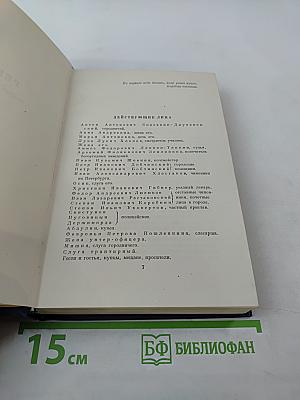 На зеркало неча пенять, коли рожа крива.
Народная пословица.
ДЕЙСТВУЮЩИЕ ЛИЦА
Антон Антонович Сквозник-Дмухановский, городничий.
Анна Андреевна, жена его.
Марья Антоновна, дочь его.
Лука Лукич Хлопов, смотритель училищ.
Жена его.
Аммос Федорович Ляпкин-Тяпкин, судья.
Артемий Филиппович Земляника, попечитель
богоугодных заведений.
Иван Кузьмич Шпекин, почтмейстер.
Петр Иванович Добчинский
Петр Иванович Бобчинский
Иван Александрович Хлестаков, чиновник
из Петербурга.
Осип, слуга его.
Христиан Иванович Гибнер, уездный лекарь.
Федор Андреевич Люлюков
Иван Лазаревич Растаковский
Степан Иванович Коробкин
отставные чинов-
ники, почетные
лица в городе.
Степан Ильич Уховертов, частный пристав.
Свистунов
Пуговицын
Держиморда
полицейские.
Абдулин, купец.
Февронья Петровна Пошлепкина, слесарша.
Жена унтер-офицера.
Мишка, слуга городничего.
Слуга трактирный.
Гости и гостьи, купцы, мещане, просители.
7
15 см
БФ БИБЛИОФАН